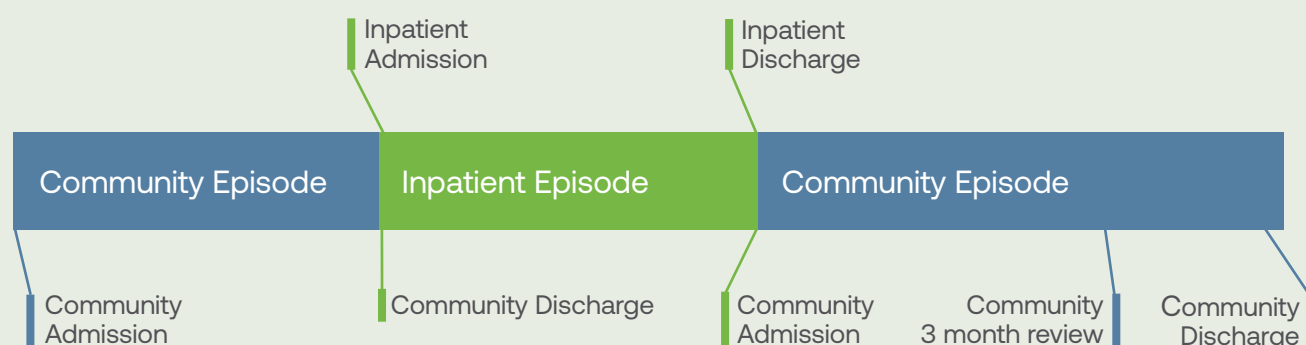 Inpatient
Admission
Inpatient
Discharge
Community Episode
Inpatient Episode
Community Episode
Community
Admission
Community Discharge
Community
Admission
Community
3 month review
Community
Discharge